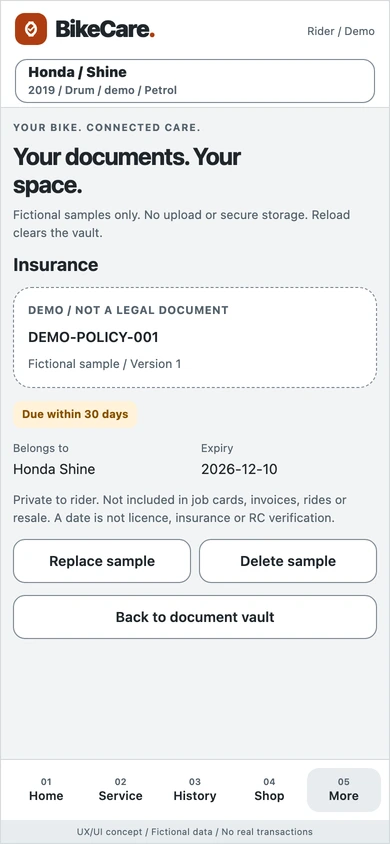 BikeCare.
Rider / Demo
Honda / Shine
2019 / Drum / demo / Petrol
YOUR BIKE. CONNECTED CARE.
Your documents. Your
space.
Fictional samples only. No upload or secure storage. Reload
clears the vault.
Insurance
DEMO / NOT A LEGAL DOCUMENT
DEMO-POLICY-001
Fictional sample / Version 1
Due within 30 days
Belongs to
Honda Shine
Expiry
2026-12-10
Private to rider. Not included in job cards, invoices, rides or
resale. A date is not licence, insurance or RC verification.
Replace sample
Delete sample
Back to document vault
01
Home
02
Service
03
History
04
Shop
05
More
UX/UI concept / Fictional data / No real transactions